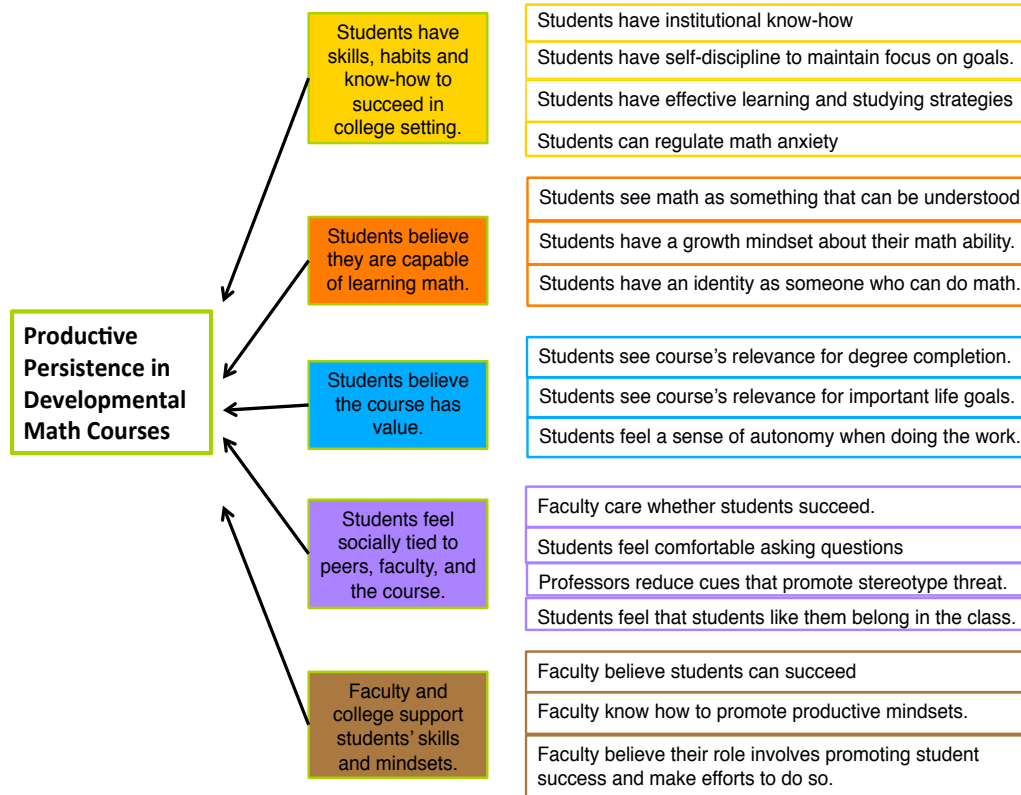 Students have
skills, habits and
know-how to
succeed in
college setting.
Students have institutional know-how
Students have self-discipline to maintain focus on goals.
Students have effective learning and studying strategies
Students can regulate math anxiety
Students believe
they are capable
of learning math.
Students see math as something that can be understood
Students have a growth mindset about their math ability.
Students have an identity as someone who can do math.
Productive
Persistence in
Developmental
Math Courses
Students believe
the course has
value.
Students see course’s relevance for degree completion.
Students see course’s relevance for important life goals.
Students feel a sense of autonomy when doing the work.
Students feel
socially tied to
peers, faculty, and
the course.
Faculty care whether students succeed.
Students feel comfortable asking questions
Professors reduce cues that promote stereotype threat.
Students feel that students like them belong in the class.
Faculty and
college support
students’ skills
and mindsets.
Faculty believe students can succeed
Faculty know how to promote productive mindsets.
Faculty believe their role involves promoting student
success and make efforts to do so.